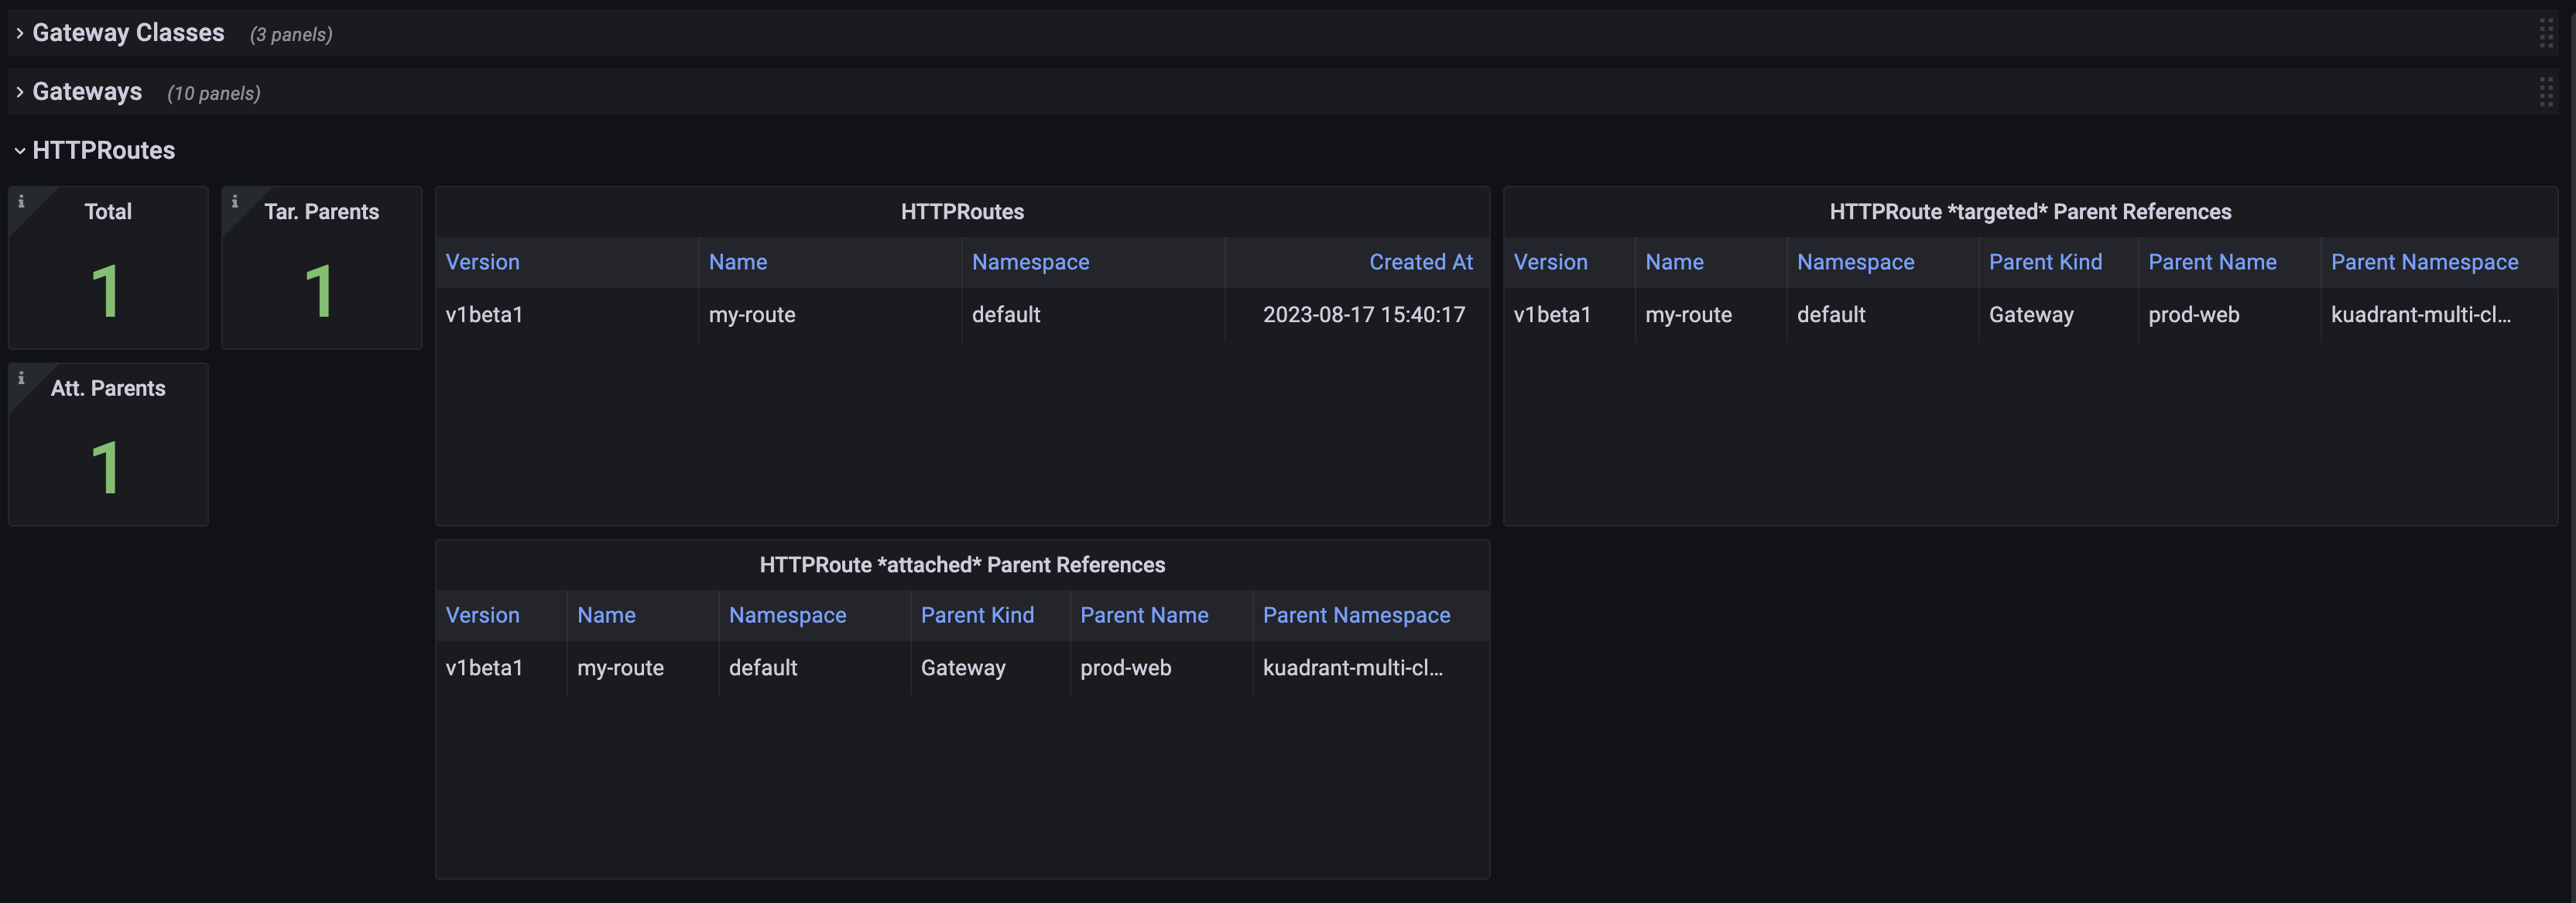 Gateway Classes (3 panels)
Gateways (10 panels)
HTTPRoutes
Total
1
Tar. Parents
1
Att. Parents
1
HTTPRoutes
Version Name Namespace Created At
v1beta1 my-route default 2023-08-17 15:40:17
HTTPRoute *targeted* Parent References
Version Name Namespace Parent Kind Parent Name Parent Namespace
v1beta1 my-route default Gateway prod-web kuadrant-multi-cl...
HTTPRoute *attached* Parent References
Version Name Namespace Parent Kind Parent Name Parent Namespace
v1beta1 my-route default Gateway prod-web kuadrant-multi-cl...